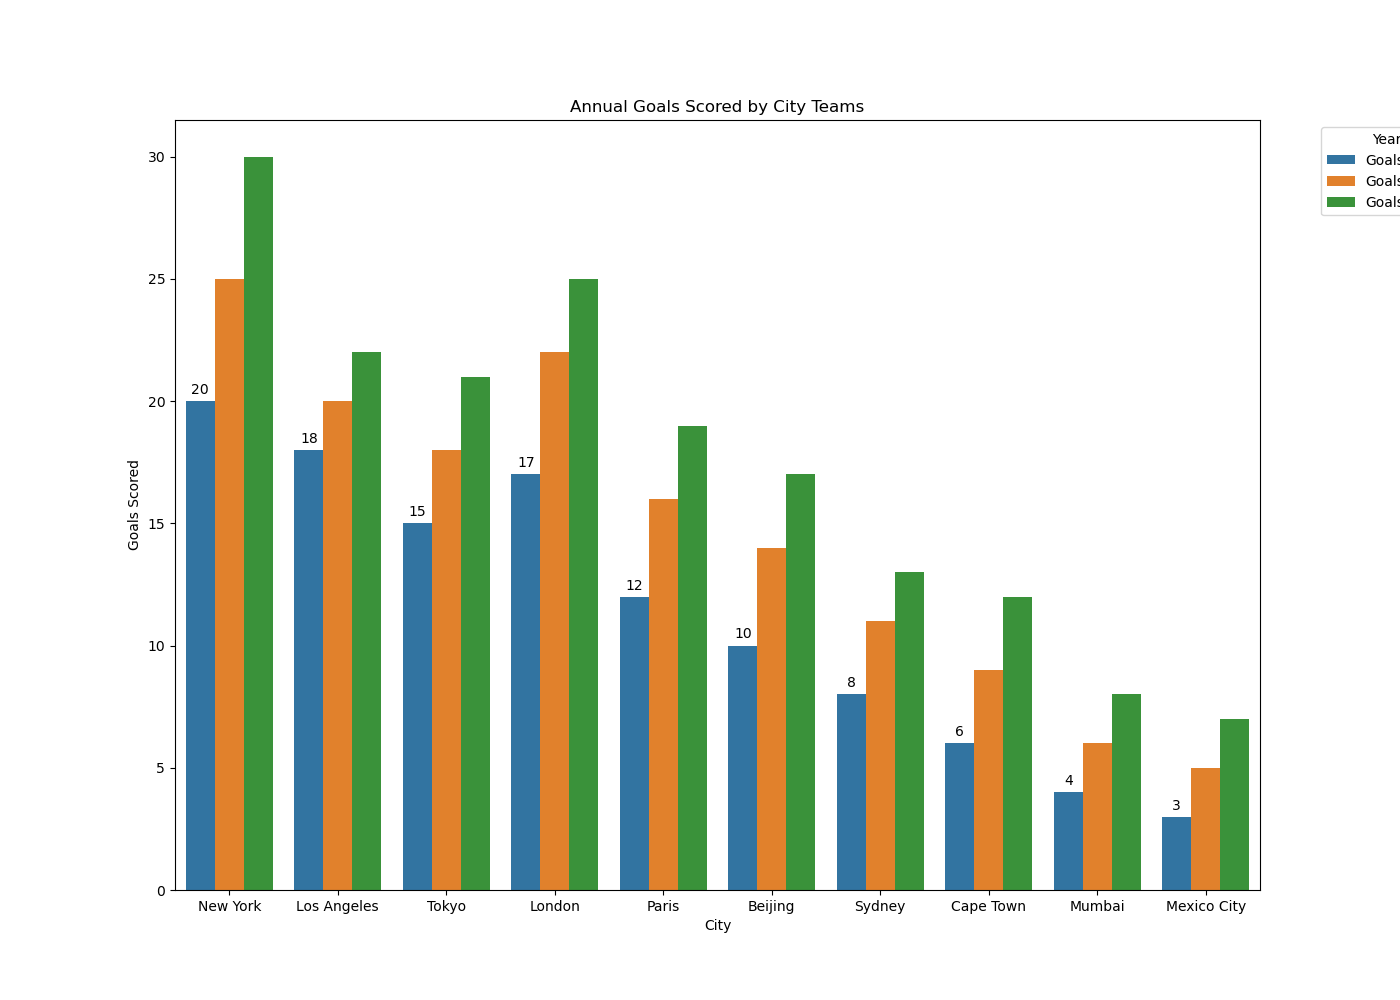 Annual Goals Scored by City Teams
Year
Goals
Goals
Goals
30
25
20
15
10
5
0
Goals Scored
20
18
15
17
12
10
8
6
4
3
New York
Los Angeles
Tokyo
London
Paris
Beijing
Sydney
Cape Town
Mumbai
Mexico City
City